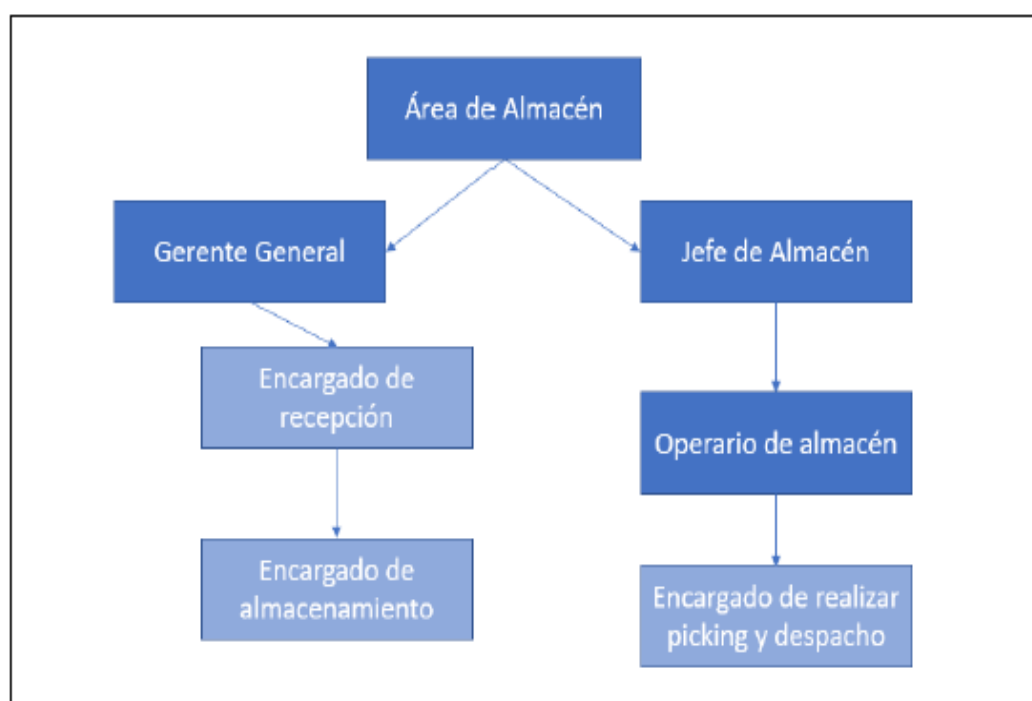 Área de Almacén
Gerente General
Jefe de Almacén
Encargado de
recepción
Operario de almacén
Encargado de
almacenamiento
Encargado de realizar
picking y despacho